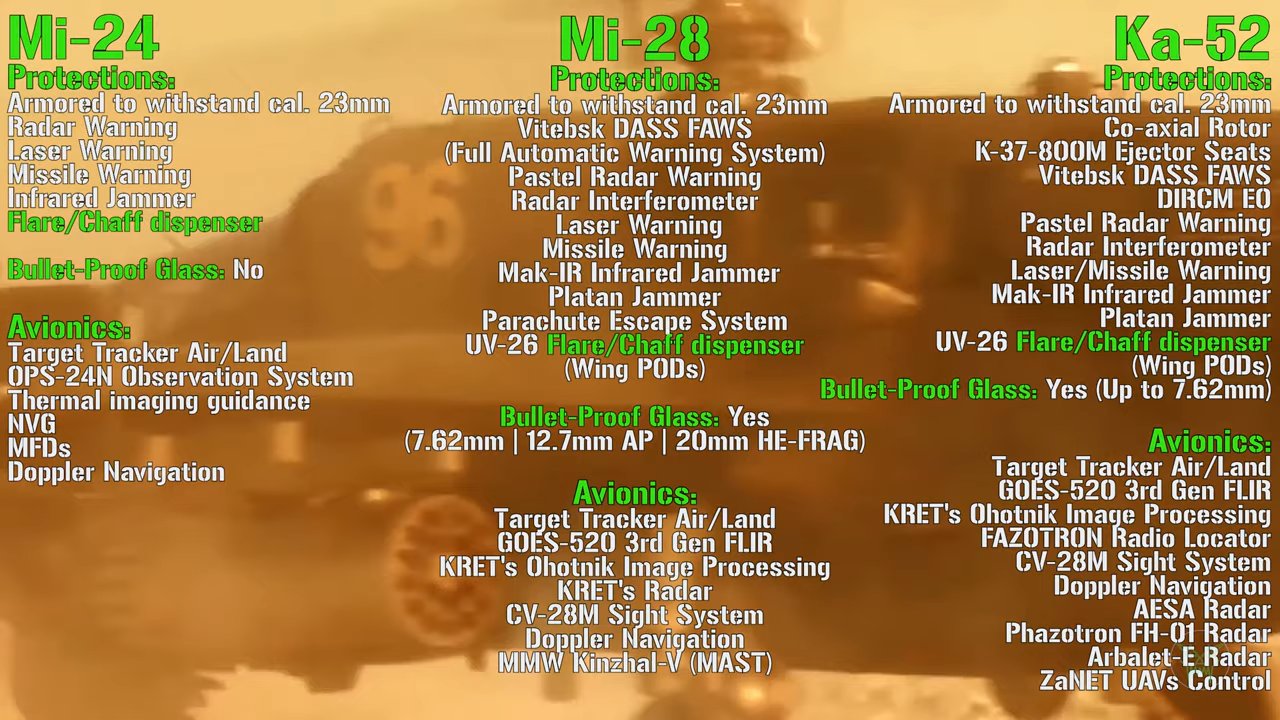 Mi-24
Protections:
Armored to withstand cal. 23mm
Radar Warning
Laser Warning
Missile Warning
Infrared Jammer
Flare/Chaff dispenser
Bullet-Proof Glass: No
Avionics:
Target Tracker Air/Land
OPS-24N Observation System
Thermal imaging guidance
NVG
MFDs
Doppler Navigation
Mi-28
Protections:
Armored to withstand cal. 23mm
Vitebsk DASS FAWS
(Full Automatic Warning System)
Pastel Radar Warning
Radar Interferometer
Laser Warning
Missile Warning
Mak-IR Infrared Jammer
Platan Jammer
Parachute Escape System
UV-26 Flare/Chaff dispenser
(Wing PODs)
Bullet-Proof Glass: Yes
(7.62mm | 12.7mm AP | 20mm HE-FRAG)
Avionics:
Target Tracker Air/Land
GOES-520 3rd Gen FLIR
KRET's Ohotnik Image Processing
KRET's Radar
CV-28M Sight System
Doppler Navigation
MMW Kinzhal-V (MAST)
Ka-52
Protections:
Armored to withstand cal. 23mm
Co-axial Rotor
K-37-800M Ejector Seats
Vitebsk DASS FAWS
DIRCM EO
Pastel Radar Warning
Radar Interferometer
Laser/Missile Warning
Mak-IR Infrared Jammer
Platan Jammer
UV-26 Flare/Chaff dispenser
(Wing PODs)
Bullet-Proof Glass: Yes (Up to 7.62mm)
Avionics:
Target Tracker Air/Land
GOES-520 3rd Gen FLIR
KRET's Ohotnik Image Processing
FAZOTRON Radio Locator
CV-28M Sight System
Doppler Navigation
AESA Radar
Phazotron FH-01 Radar
Arbalet-E Radar
ZaNET UAVs Control
96